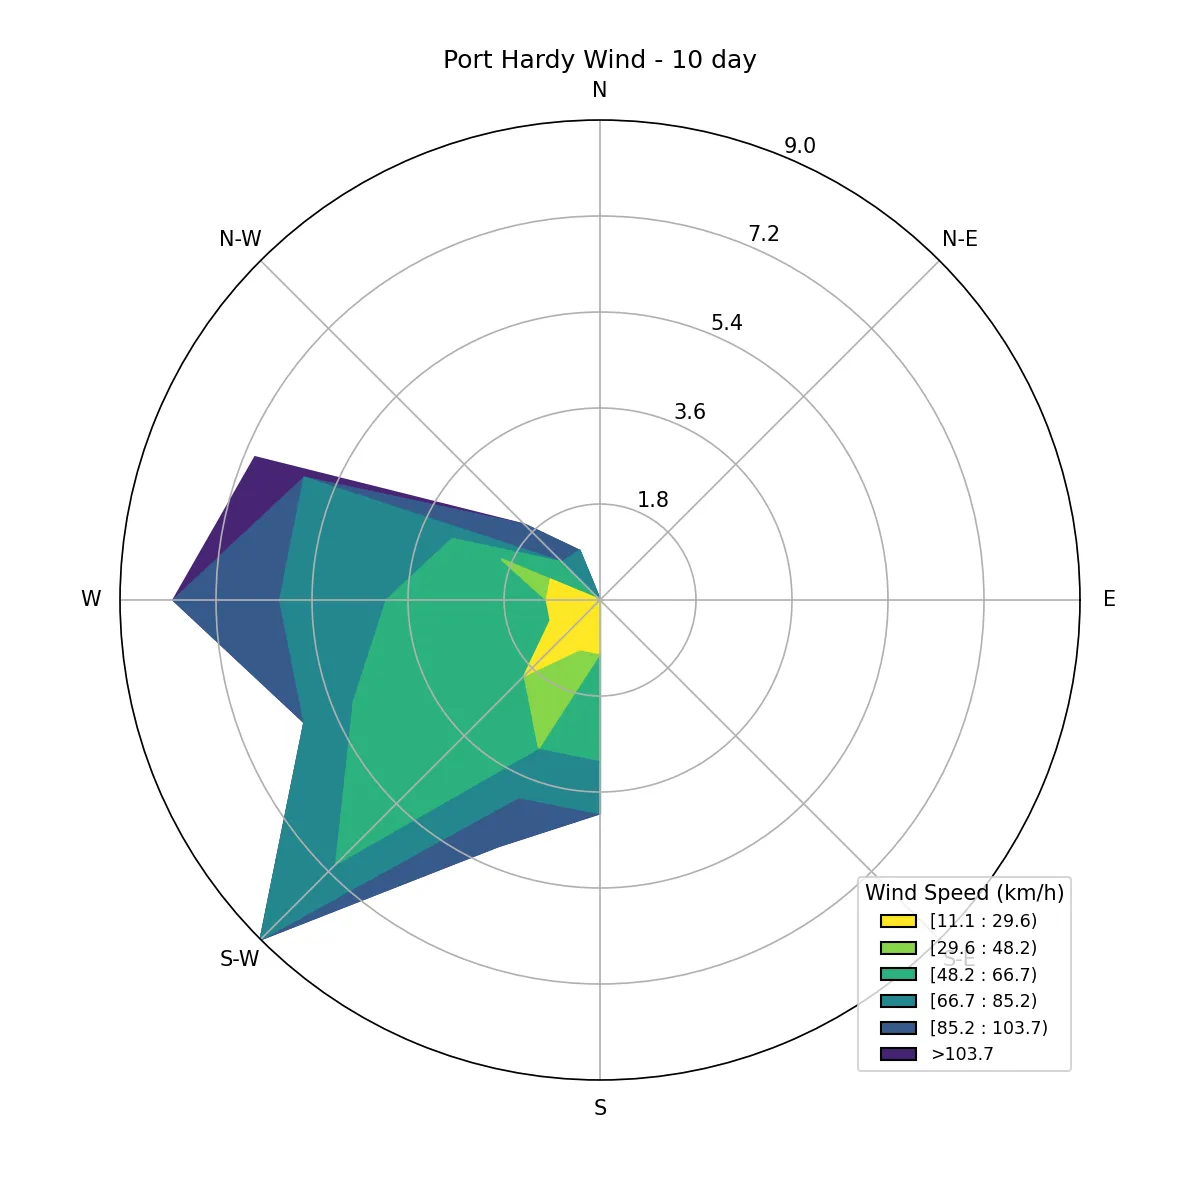 Port Hardy Wind - 10 day
N
9.0
N-W
7.2
N-E
5.4
3.6
1.8
W
E
S-W
S-E
Wind Speed (km/h)
[11.1 : 29.6)
[29.6 : 48.2)
[48.2 : 66.7)
[66.7 : 85.2)
[85.2 : 103.7)
>103.7
S